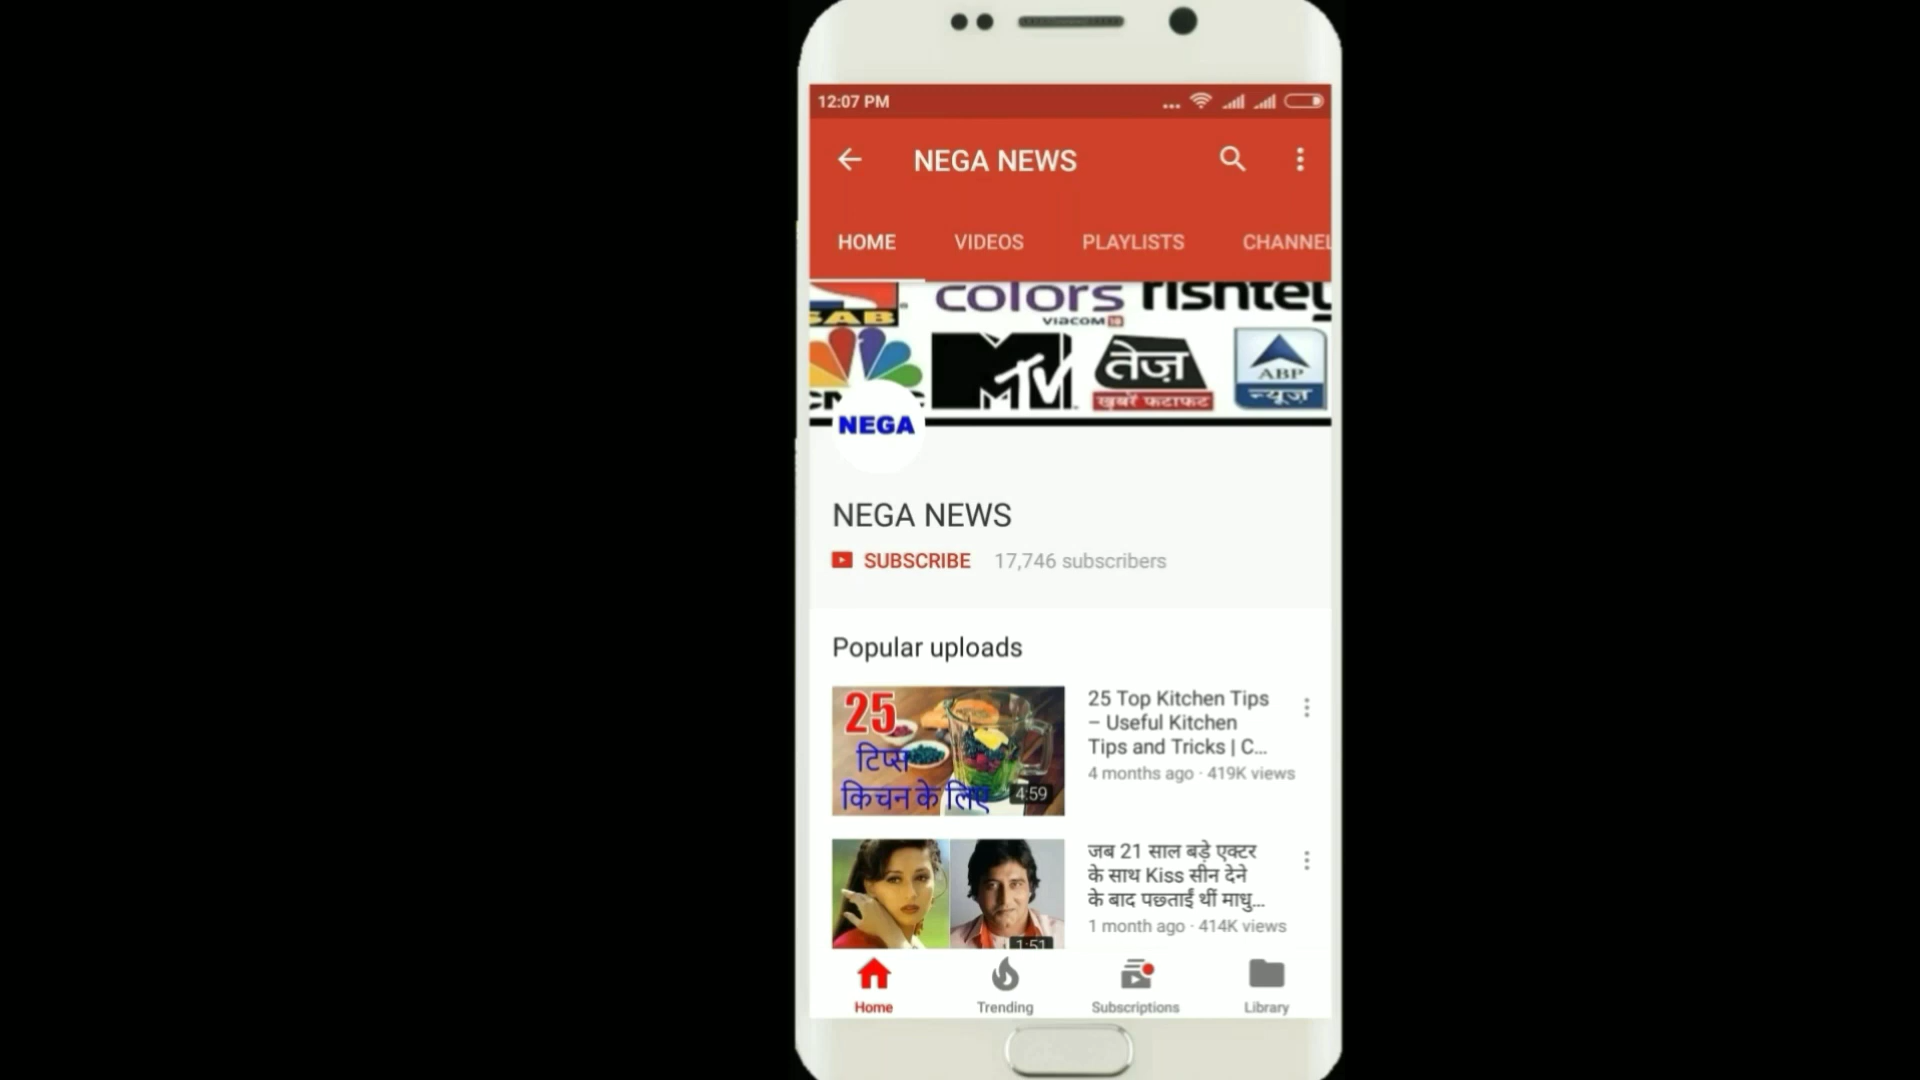 12:07 PM
NEGA NEWS
HOME VIDEOS PLAYLISTS CHANNEL
SAB colors rishtey
VIACOM 18
MTV तेज़ ABP
ख़बरें फटाफट न्यूज़
NEGA
NEGA NEWS
SUBSCRIBE 17,746 subscribers
Popular uploads
25
टिप्स
किचन के लिए
4:59
25 Top Kitchen Tips
– Useful Kitchen
Tips and Tricks | C...
4 months ago · 419K views
1:51
जब 21 साल बड़े एक्टर
के साथ Kiss सीन देने
के बाद पछताईं थीं माधु...
1 month ago · 414K views
Home Trending Subscriptions Library